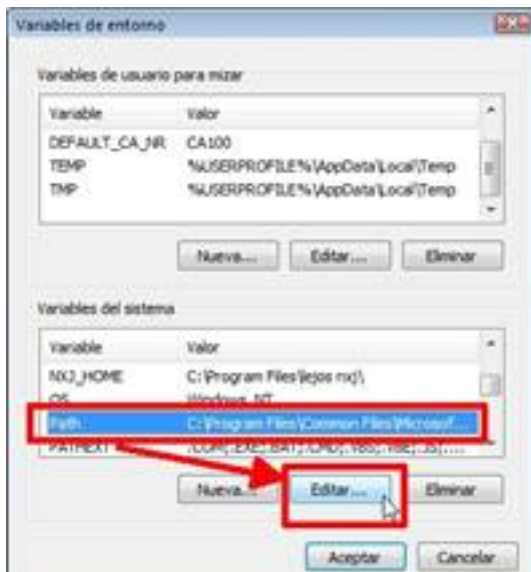 Variables de entorno
Variables de usuario para mizar
Variable Valor
DEFAULT_CA_NR CA100
TEMP %USERPROFILE%\AppData\Local\Temp
TMP %USERPROFILE%\AppData\Local\Temp
Nueva... Editar... Eliminar
Variables del sistema
Variable Valor
NXJ_HOME C:\Program Files\lejos nxj\
OS Windows_NT
Path C:\Program Files\Common Files\Microsof...
PATHEXT .COM;.EXE;.BAT;.CMD;.VBS;.VBE;.JS;....
Nueva... Editar... Eliminar
Aceptar Cancelar